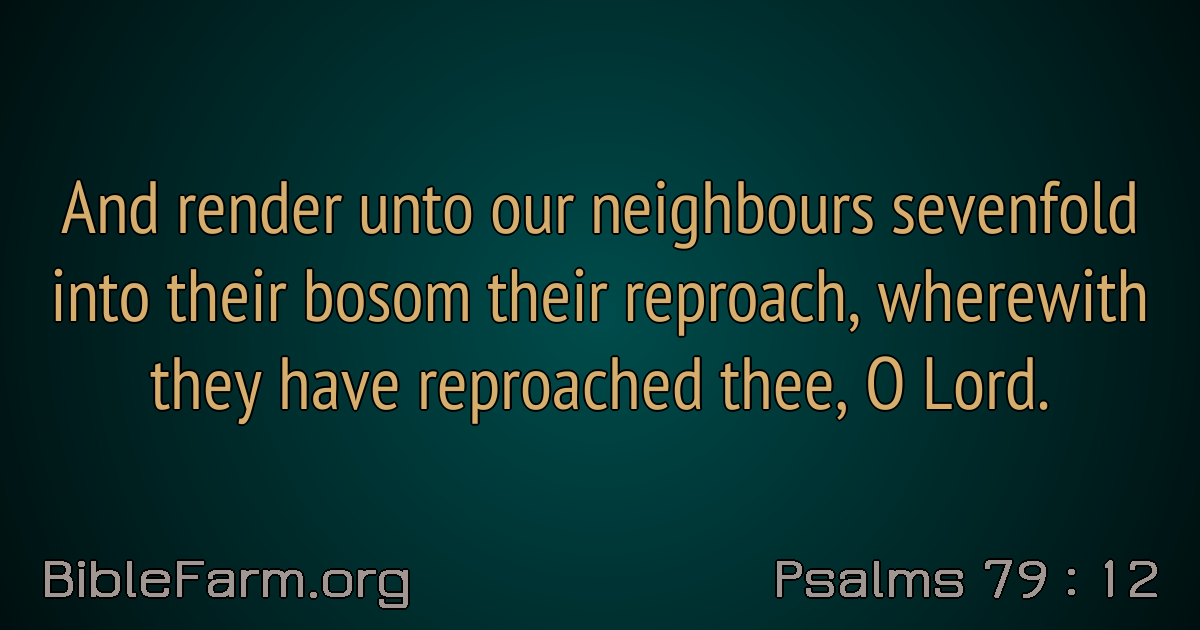 And render unto our neighbours sevenfold
into their bosom their reproach, wherewith
they have reproached thee, O Lord.
BibleFarm.org
Psalms 79 : 12